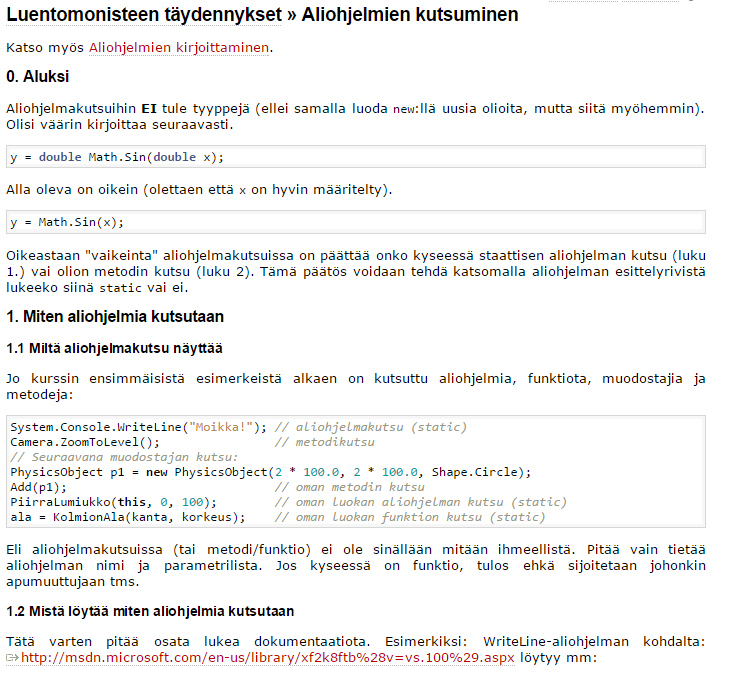 Luentomonisteen täydennykset » Aliohjelmien kutsuminen
Katso myös Aliohjelmien kirjoittaminen.
0. Aluksi
Aliohjelmakutsuihin EI tule tyyppejä (ellei samalla luoda new:llä uusia olioita, mutta siitä myöhemmin).
Olisi väärin kirjoittaa seuraavasti.
y = double Math.Sin(double x);
Alla oleva on oikein (olettaen että x on hyvin määritelty).
y = Math.Sin(x);
Oikeastaan "vaikeinta" aliohjelmakutsuissa on päättää onko kyseessä staattisen aliohjelman kutsu (luku
1.) vai olion metodin kutsu (luku 2). Tämä päätös voidaan tehdä katsomalla aliohjelman esittelyrivistä
lukeeko siinä static vai ei.
1. Miten aliohjelmia kutsutaan
1.1 Miltä aliohjelmakutsu näyttää
Jo kurssin ensimmäisistä esimerkeistä alkaen on kutsuttu aliohjelmia, funktiota, muodostajia ja
metodeja:
System.Console.WriteLine("Moikka!"); // aliohjelmakutsu (static)
Camera.ZoomToLevel(); // metodikutsu
// Seuraavana muodostajan kutsu:
PhysicsObject p1 = new PhysicsObject(2 * 100.0, 2 * 100.0, Shape.Circle);
Add(p1); // oman metodin kutsu
PiirraLumiukko(this, 0, 100); // oman luokan aliohjelman kutsu (static)
ala = KolmionAla(kanta, korkeus); // oman luokan funktion kutsu (static)
Eli aliohjelmakutsuissa (tai metodi/funktio) ei ole sinällään mitään ihmeellistä. Pitää vain tietää
aliohjelman nimi ja parametrilista. Jos kyseessä on funktio, tulos ehkä sijoitetaan johonkin
apumuuttujaan tms.
1.2 Mistä löytää miten aliohjelmia kutsutaan
Tätä varten pitää osata lukea dokumentaatiota. Esimerkiksi: WriteLine-aliohjelman kohdalta:
http://msdn.microsoft.com/en-us/library/xf2k8ftb%28v=vs.100%29.aspx löytyy mm: